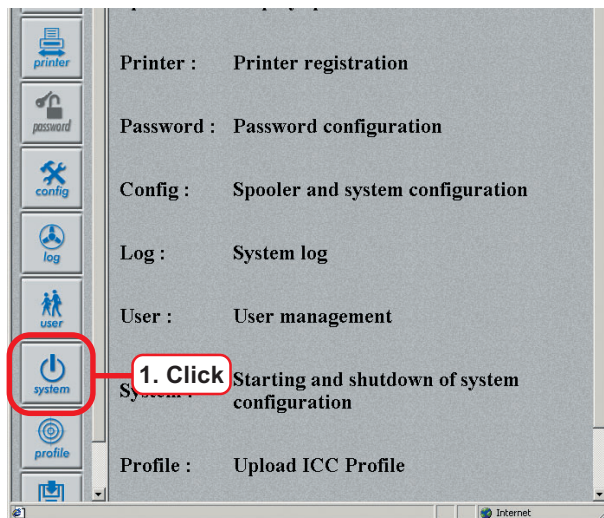 printer
Printer : Printer registration
password
Password : Password configuration
config
Config : Spooler and system configuration
log
Log : System log
user
User : User management
system
1. Click
Starting and shutdown of system
configuration
profile
Profile : Upload ICC Profile
Internet